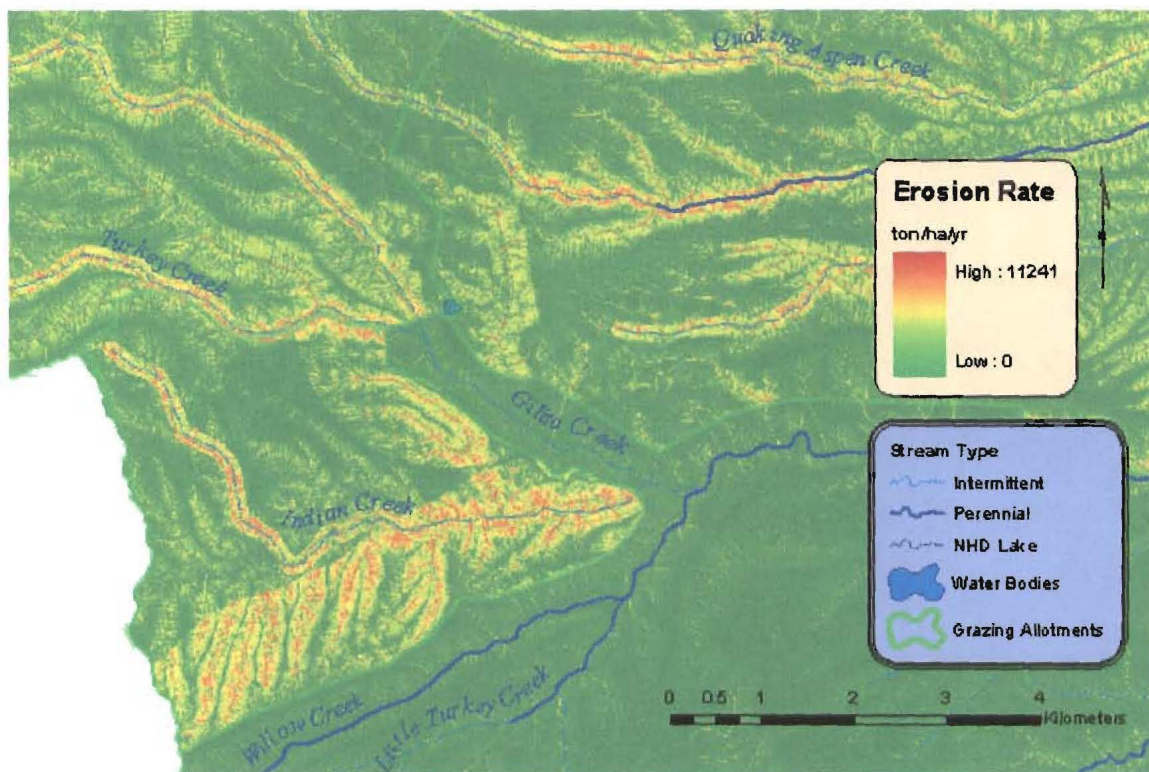 Quaking Aspen Creek
Erosion Rate
ton/ha/yr
High : 11241
Low : 0
Turkey Creek
Gilita Creek
Indian Creek
Stream Type
Intermittent
Perennial
NHD Lake
Water Bodies
Grazing Allotments
Willow Creek
Little Turkey Creek
0 0.5 1 2 3 4
Kilometers